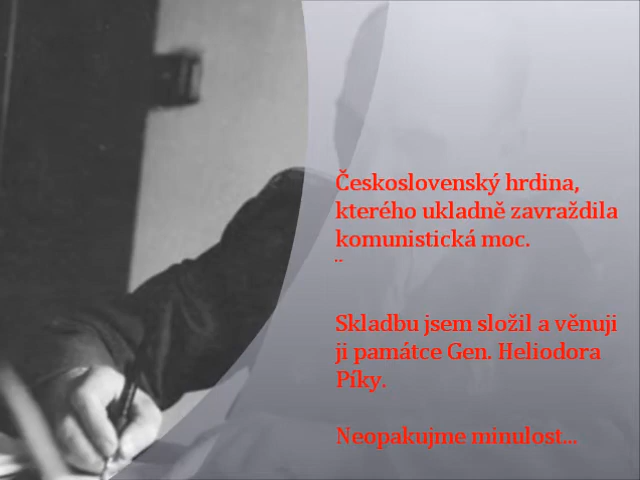 Československý hrdina,
kterého ukladně zavraždila
komunistická moc.
..
Skladbu jsem složil a věnuji
ji památce Gen. Heliodora
Píky.
Neopakujme minulost...